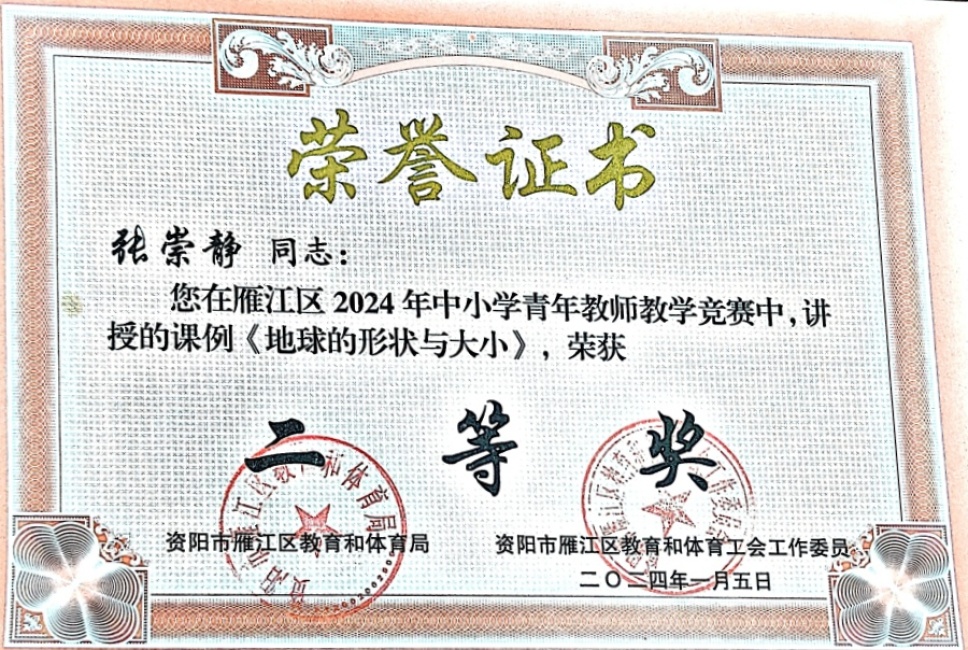 荣誉证书
张崇静 同志：
您在雁江区2024年中小学青年教师教学竞赛中，讲
授的课例《地球的形状与大小》，荣获
二等奖
资阳市雁江区教育和体育局
资阳市雁江区教育和体育工会工作委员
二〇二四年一月五日